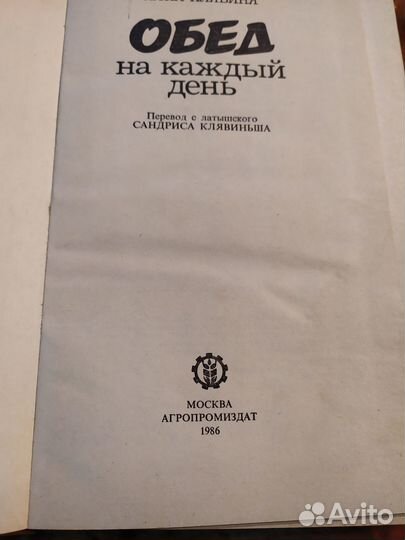 ОБЕД
на каждый
день
Перевод с латышского
САНДРИСА КЛЯВИНЬША
МОСКВА
АГРОПРОМИЗДАТ
1986
Avito